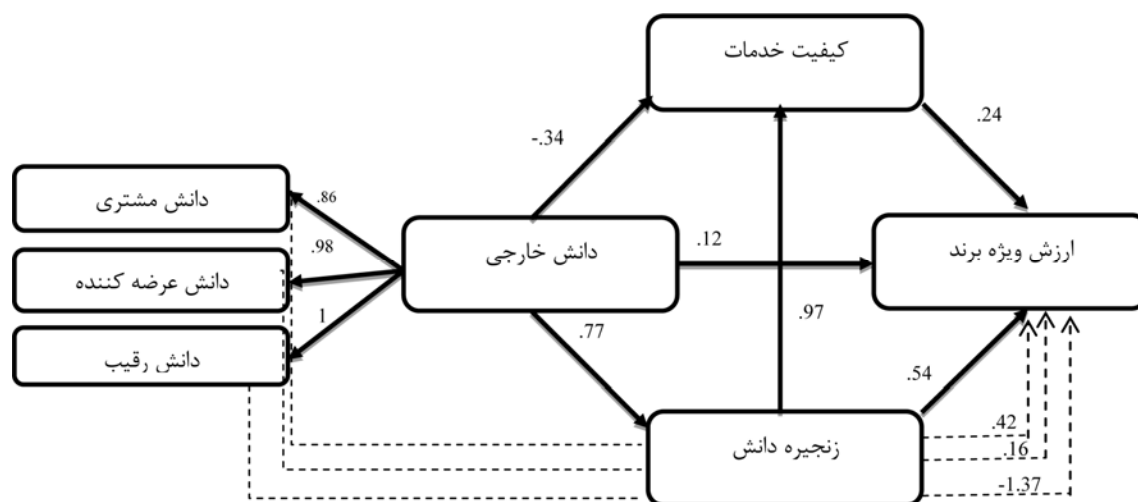 کیفیت خدمات
-.34
.24
دانش مشتری
.86
دانش خارجی
.12
ارزش ویژه برند
.98
دانش عرضه کننده
1
.77
.97
دانش رقیب
.54
زنجیره دانش
.42
.16
-1.37